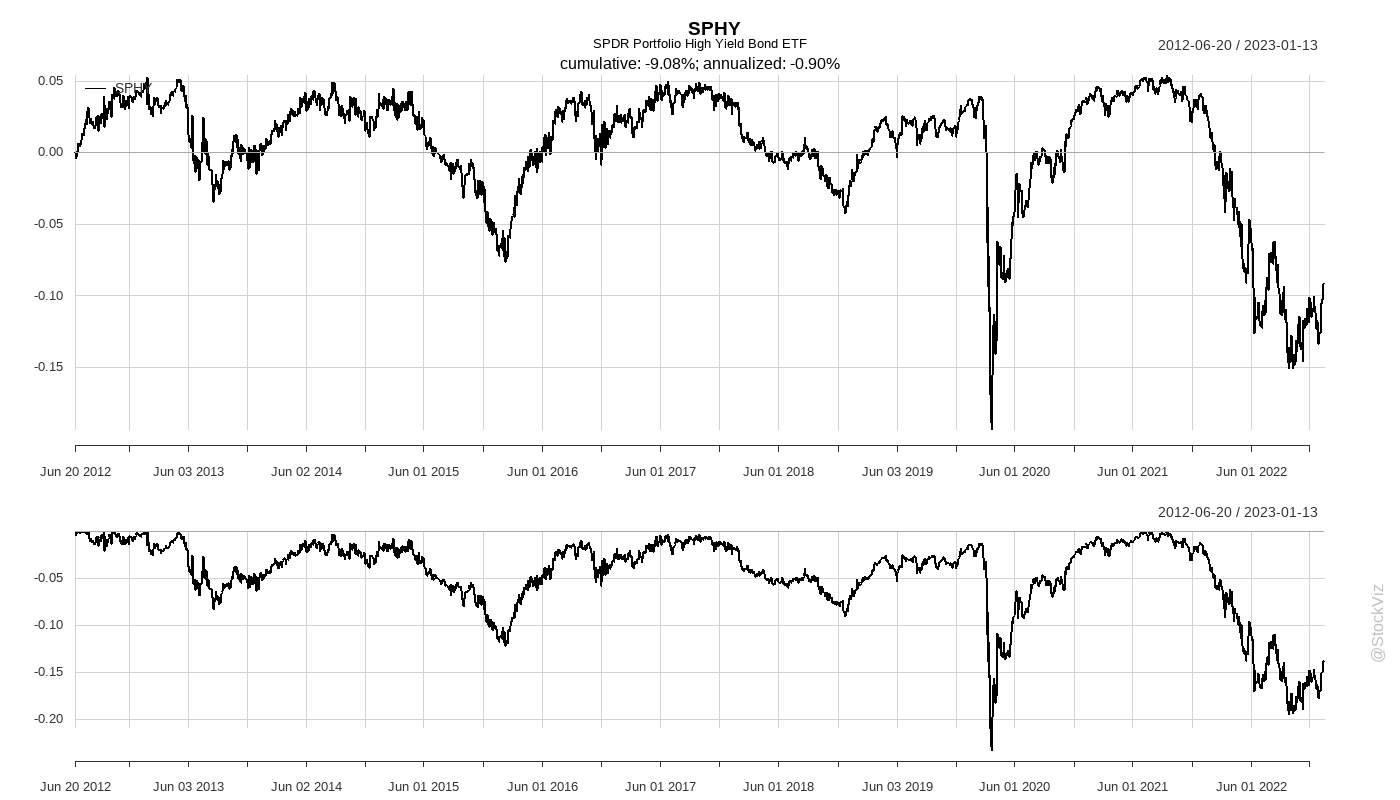 SPHY
SPDR Portfolio High Yield Bond ETF
2012-06-20 / 2023-01-13
cumulative: -9.08%; annualized: -0.90%
SPHY
0.05
0.00
-0.05
-0.10
-0.15
Jun 20 2012 Jun 03 2013 Jun 02 2014 Jun 01 2015 Jun 01 2016 Jun 01 2017 Jun 01 2018 Jun 03 2019 Jun 01 2020 Jun 01 2021 Jun 01 2022
2012-06-20 / 2023-01-13
-0.05
-0.10
-0.15
-0.20
Jun 20 2012 Jun 03 2013 Jun 02 2014 Jun 01 2015 Jun 01 2016 Jun 01 2017 Jun 01 2018 Jun 03 2019 Jun 01 2020 Jun 01 2021 Jun 01 2022
@StockViz